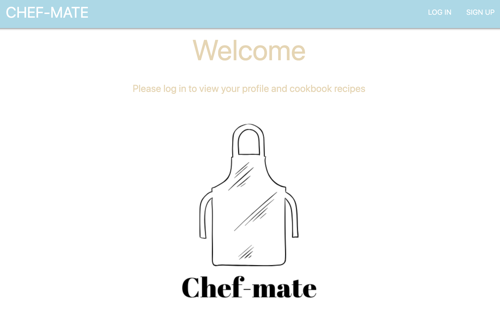 CHEF-MATE LOG IN SIGN UP
Welcome
Please log in to view your profile and cookbook recipes
Chef-mate